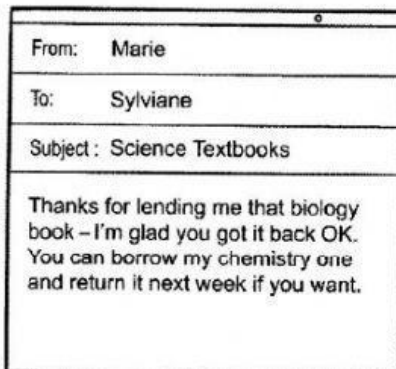 From: Marie
To: Sylviane
Subject : Science Textbooks
Thanks for lending me that biology
book – I'm glad you got it back OK.
You can borrow my chemistry one
and return it next week if you want.